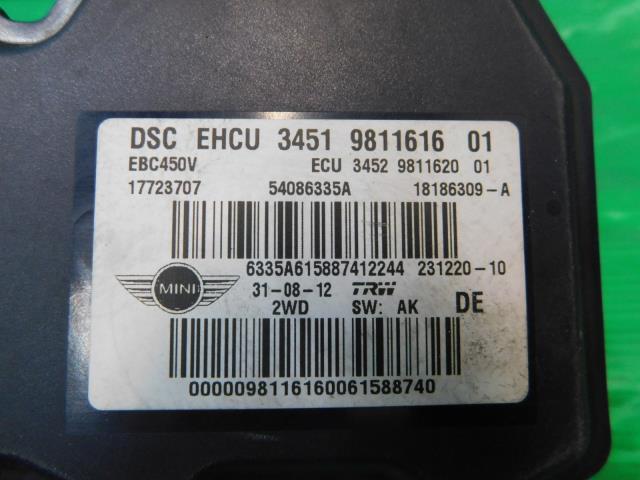 DSC EHCU 3451 9811616 01
EBC450V ECU 3452 9811620 01
17723707 54086335A 18186309-A
6335A615887412244 231220-10
MINI 31-08-12 TRW
2WD SW: AK DE
0000098116160061588740